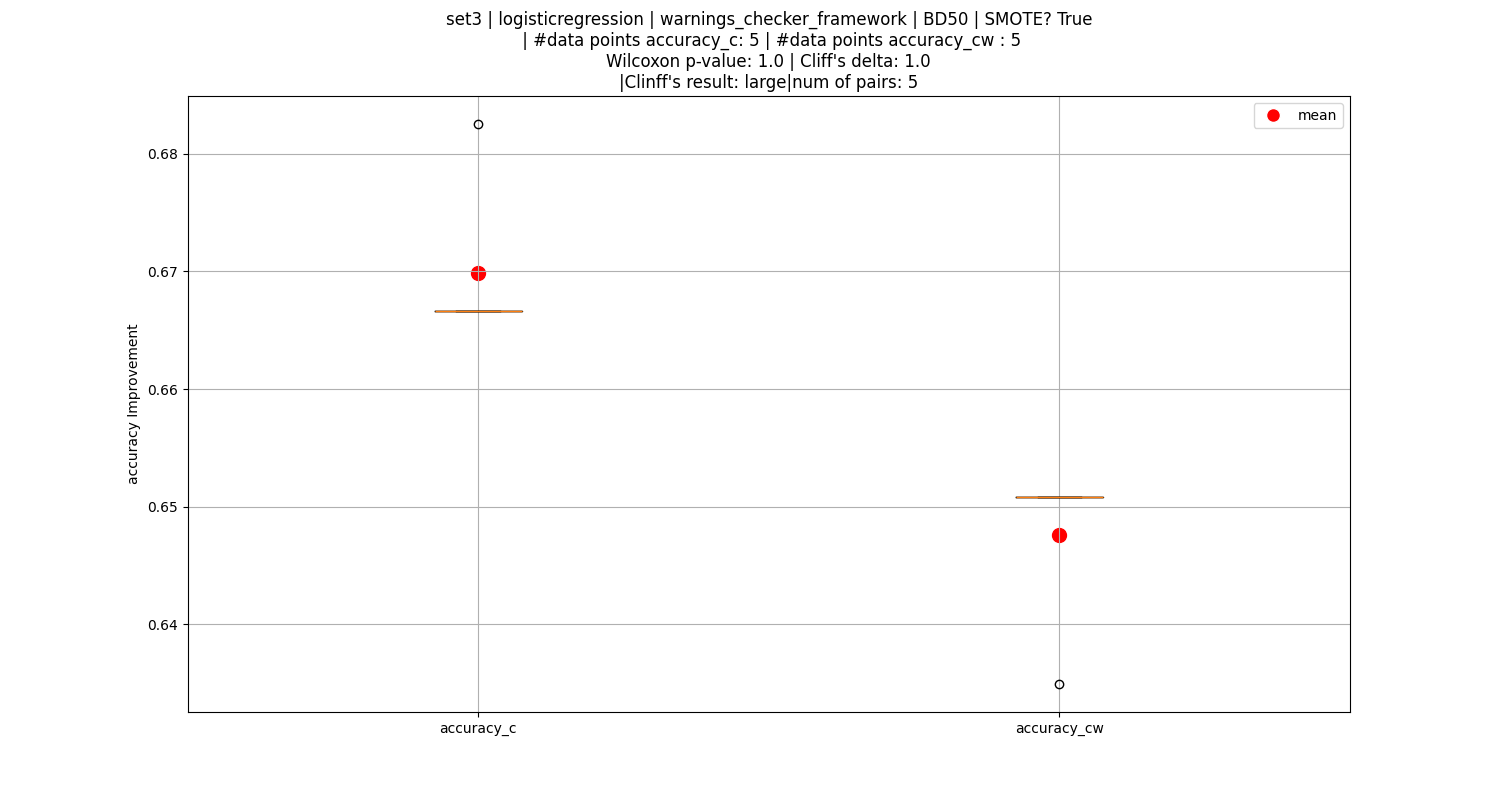 set3 | logisticregression | warnings_checker_framework | BD50 | SMOTE? True
| #data points accuracy_c: 5 | #data points accuracy_cw : 5
Wilcoxon p-value: 1.0 | Cliff's delta: 1.0
|Clinff's result: large|num of pairs: 5
mean
0.68
0.67
0.66
0.65
0.64
accuracy Improvement
accuracy_c
accuracy_cw